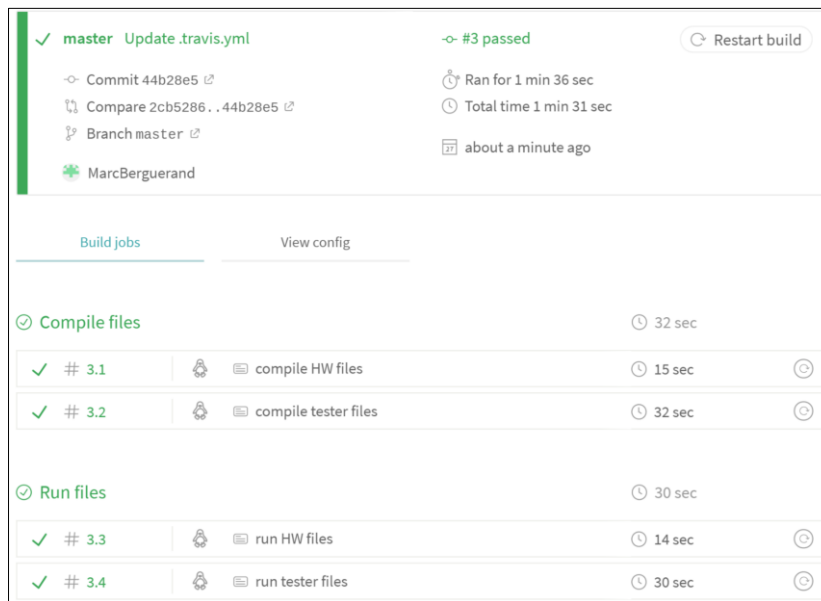 master Update .travis.yml
#3 passed
Restart build
Commit 44b28e5
Ran for 1 min 36 sec
Compare 2cb5286..44b28e5
Total time 1 min 31 sec
Branch master
27 about a minute ago
MarcBerguerand
Build jobs
View config
Compile files
32 sec
# 3.1 compile HW files 15 sec
# 3.2 compile tester files 32 sec
Run files
30 sec
# 3.3 run HW files 14 sec
# 3.4 run tester files 30 sec